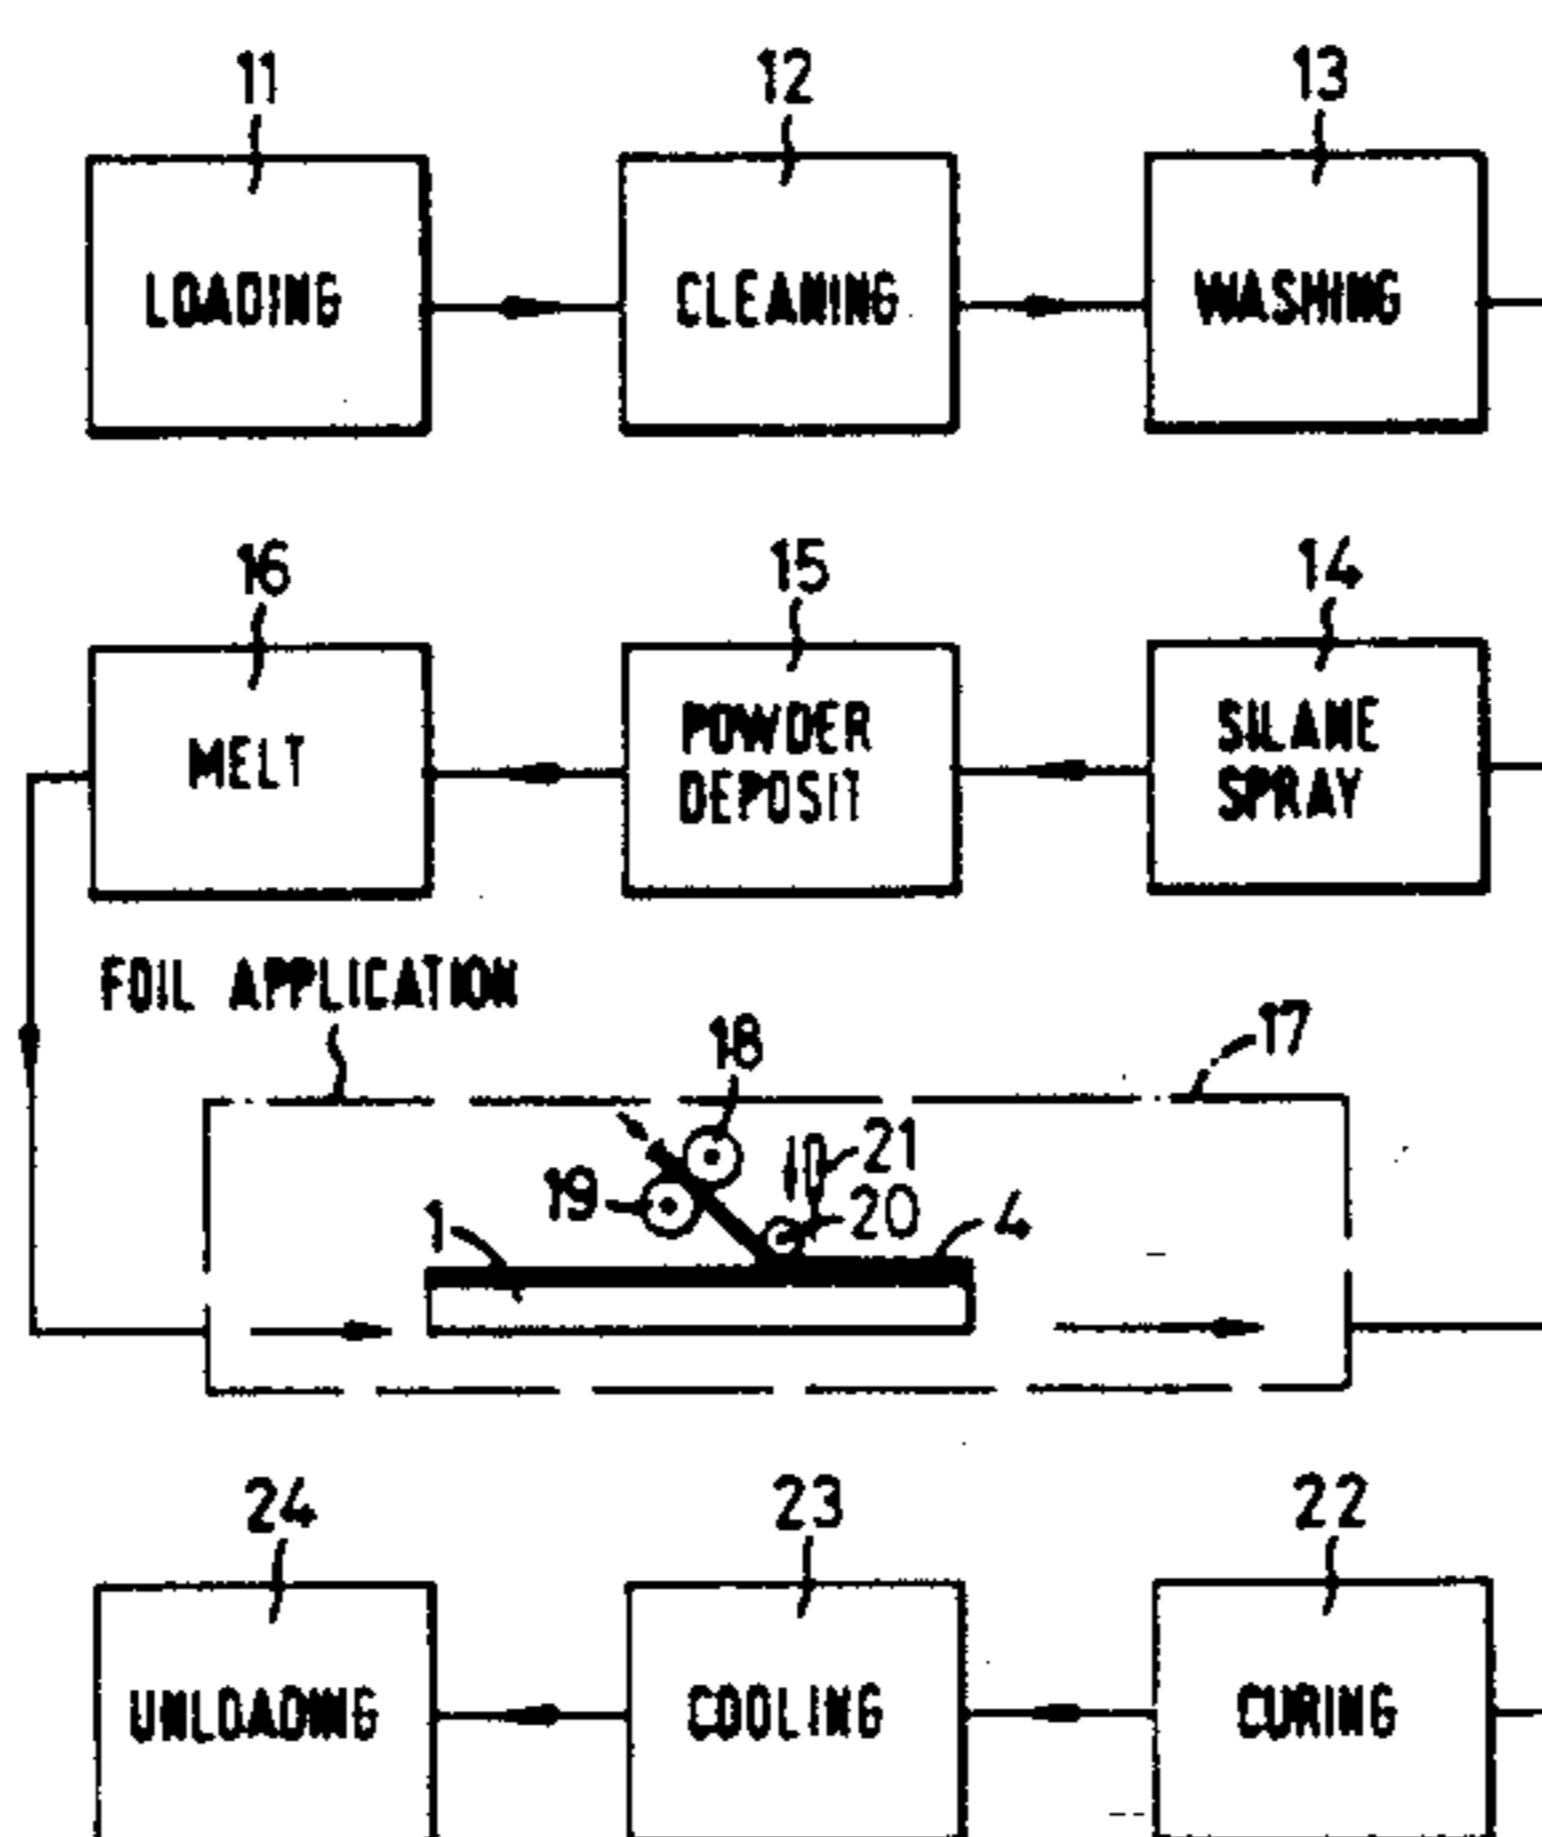 11 12 13
LOADING CLEANING WASHING
16 15 14
MELT
POWDER
DEPOSIT
SILANE
SPRAY
FOIL APPLICATION
18
17
21
19
20
1
4
24 23 22
UNLOADING COOLING CURING